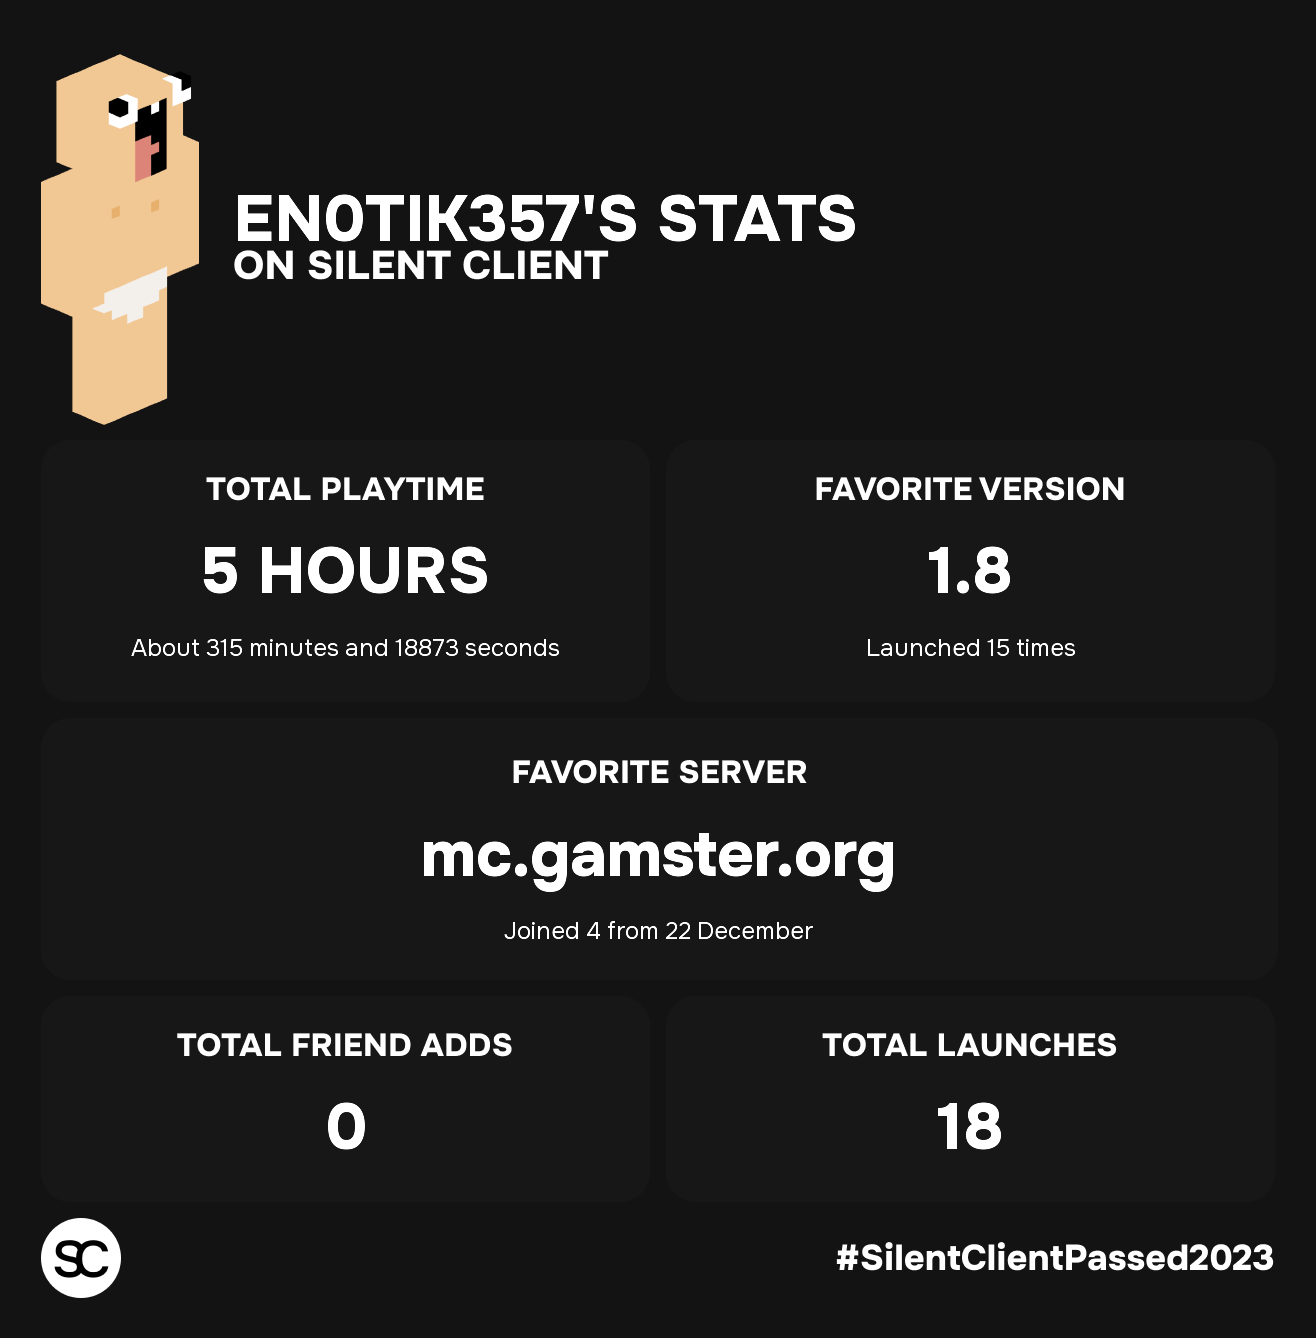 EN0TIK357'S STATS
ON SILENT CLIENT
TOTAL PLAYTIME
5 HOURS
About 315 minutes and 18873 seconds
FAVORITE VERSION
1.8
Launched 15 times
FAVORITE SERVER
mc.gamster.org
Joined 4 from 22 December
TOTAL FRIEND ADDS
0
TOTAL LAUNCHES
18
SC
#SilentClientPassed2023